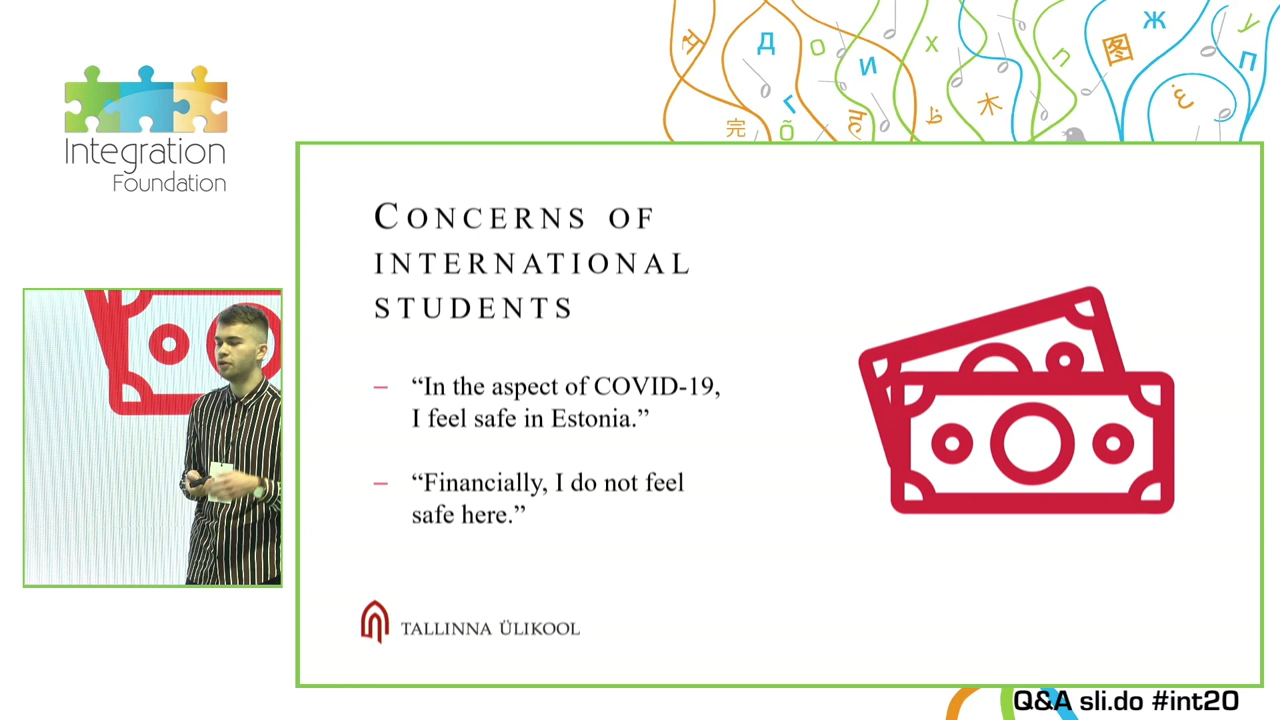 Integration
Foundation
CONCERNS OF
INTERNATIONAL
STUDENTS
– “In the aspect of COVID-19,
I feel safe in Estonia.”
– “Financially, I do not feel
safe here.”
TALLINNA ÜLIKOOL
Q&A sli.do #int20